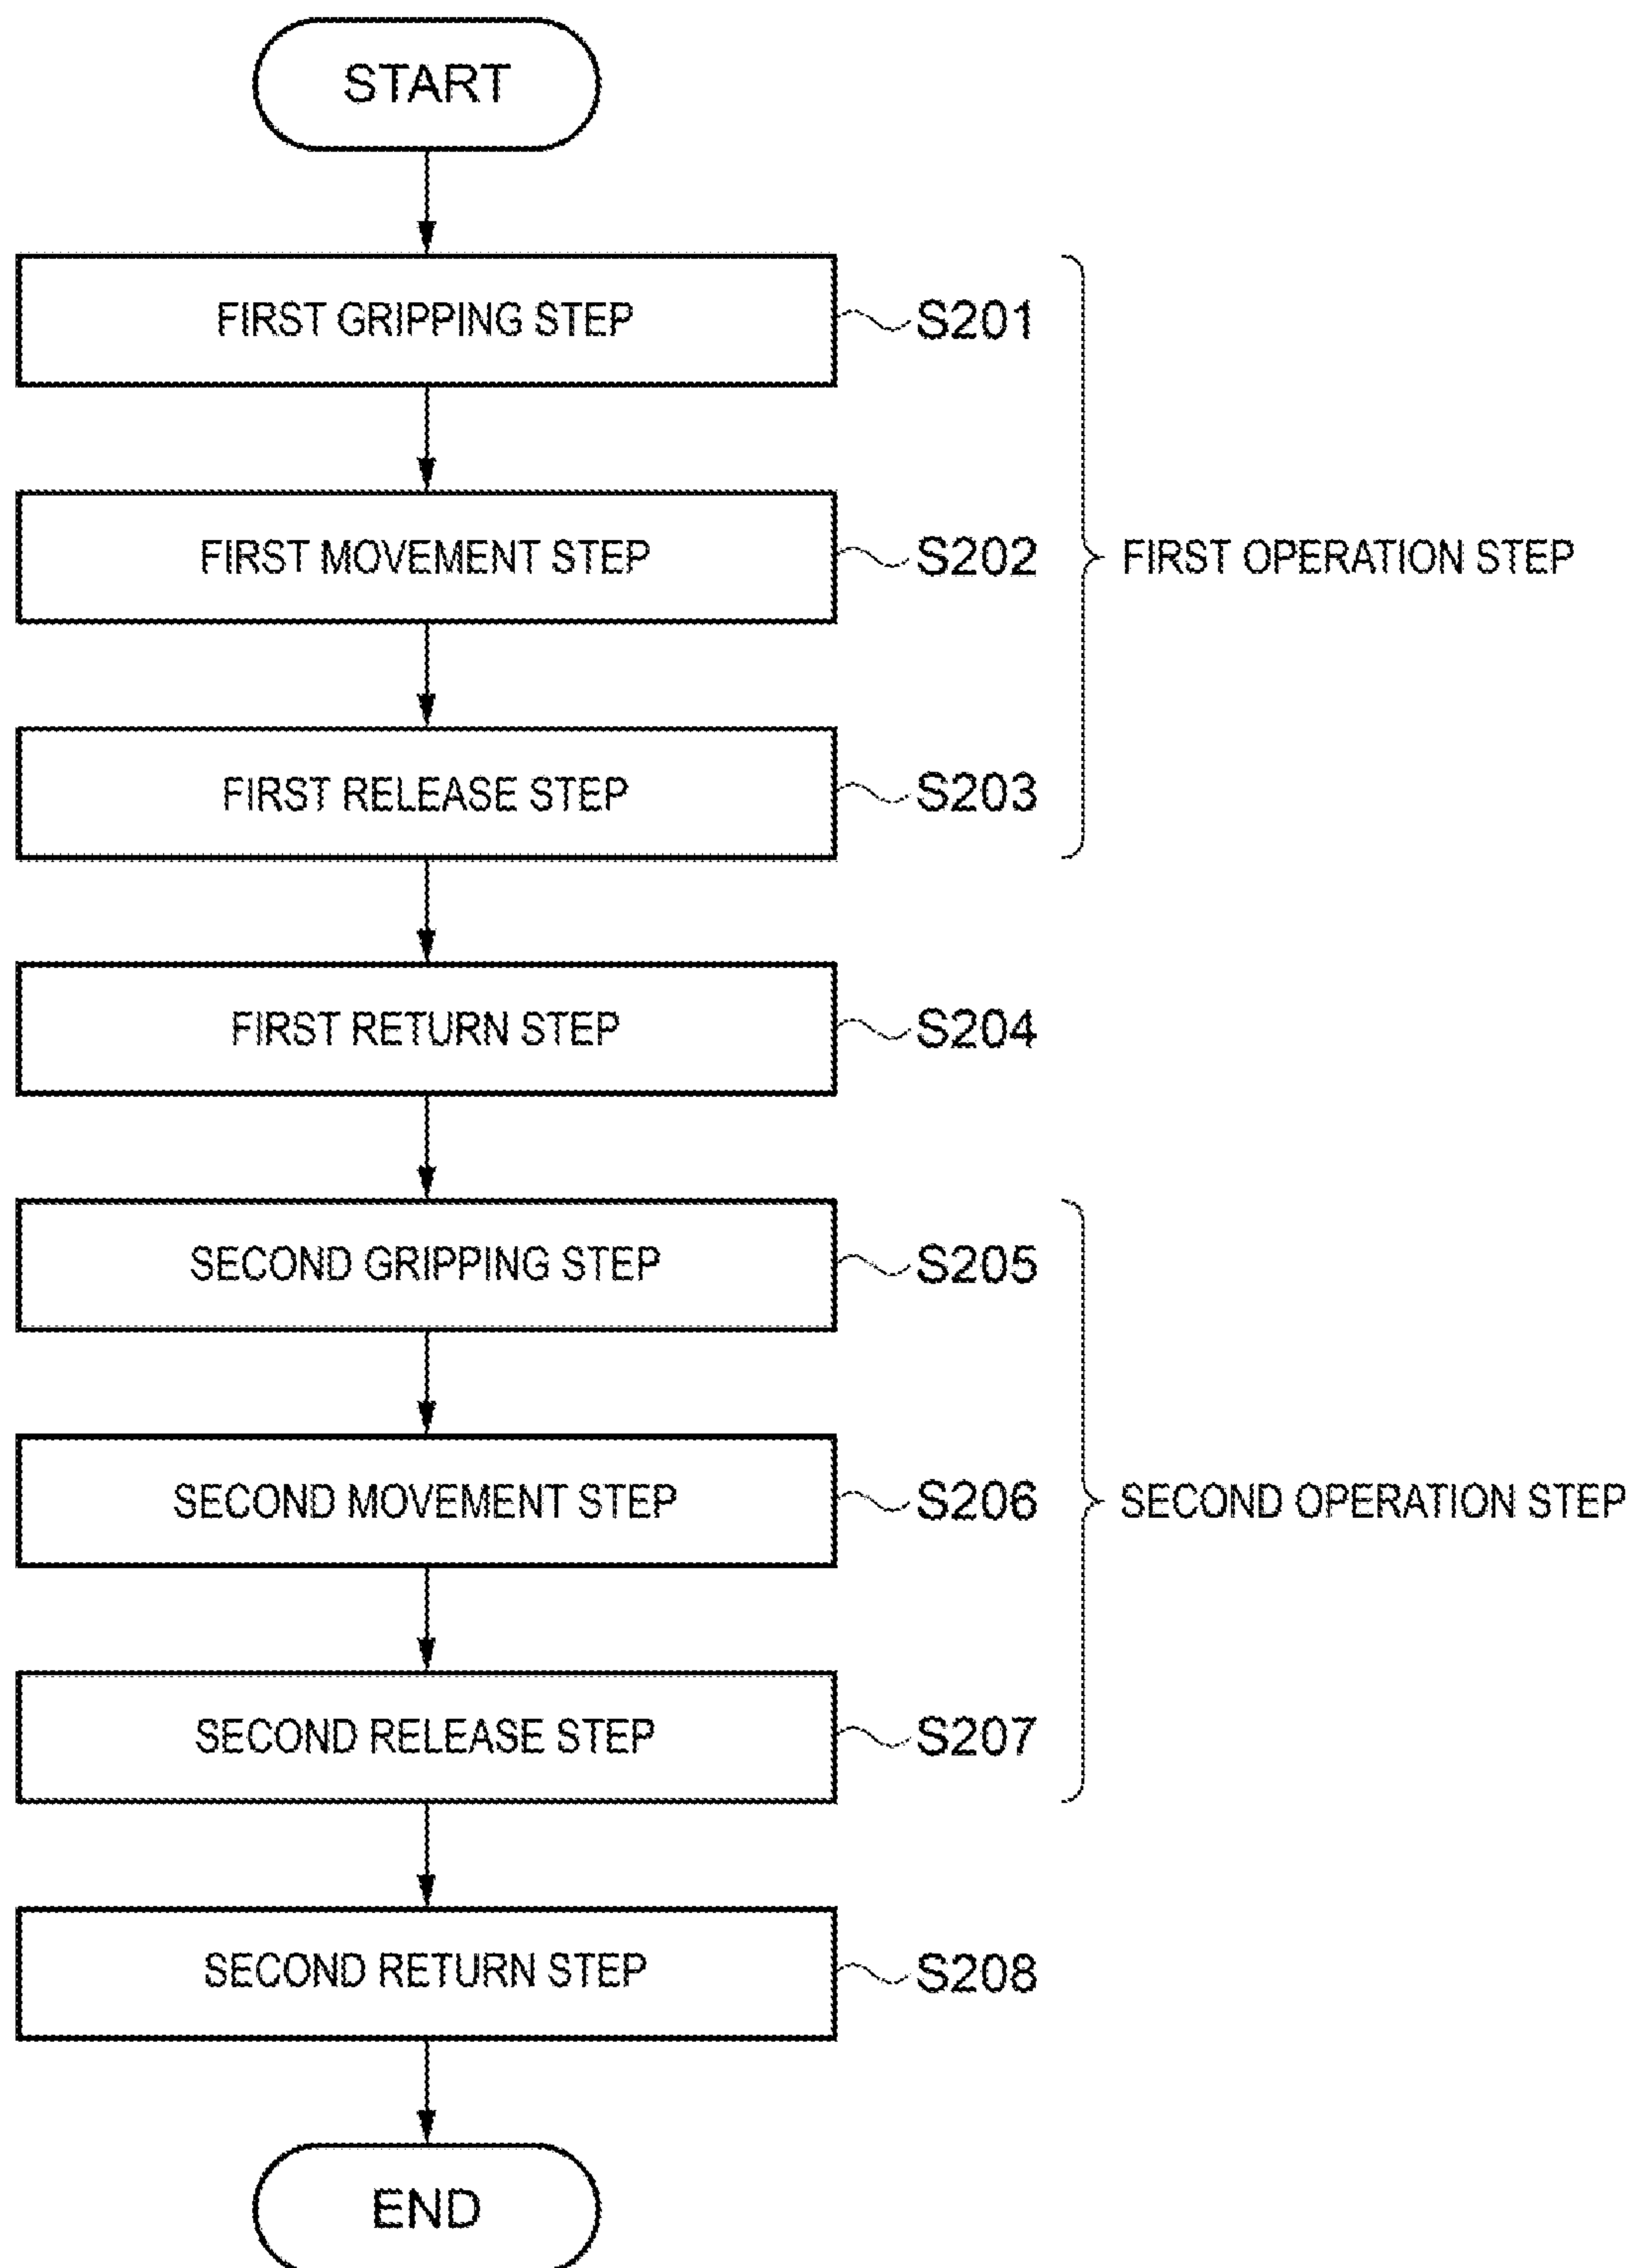 START
FIRST GRIPPING STEP
S201
FIRST MOVEMENT STEP
S202
FIRST OPERATION STEP
FIRST RELEASE STEP
S203
FIRST RETURN STEP
S204
SECOND GRIPPING STEP
S205
SECOND MOVEMENT STEP
S206
SECOND OPERATION STEP
SECOND RELEASE STEP
S207
SECOND RETURN STEP
S208
END